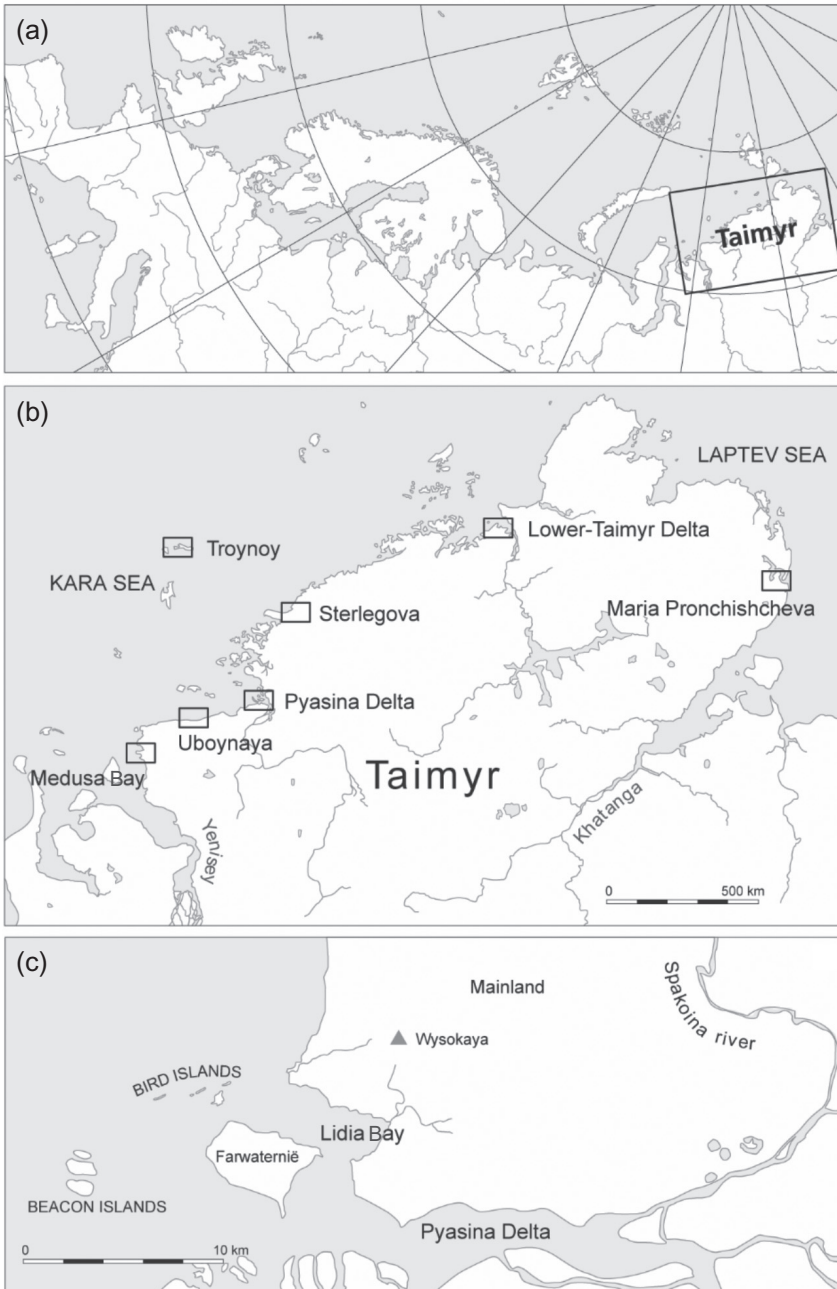 (a)
Taimyr
(b)
LAPTEV SEA
Lower-Taimyr Delta
Troynoy
KARA SEA
Maria Pronchishcheva
Sterlegova
Pyasina Delta
Uboynaya
Medusa Bay
Taimyr
Khatanga
Yenisey
0 500 km
(c)
Mainland
Spakoina river
Wysokaya
BIRD ISLANDS
Lidia Bay
Farwaternië
BEACON ISLANDS
Pyasina Delta
0 10 km